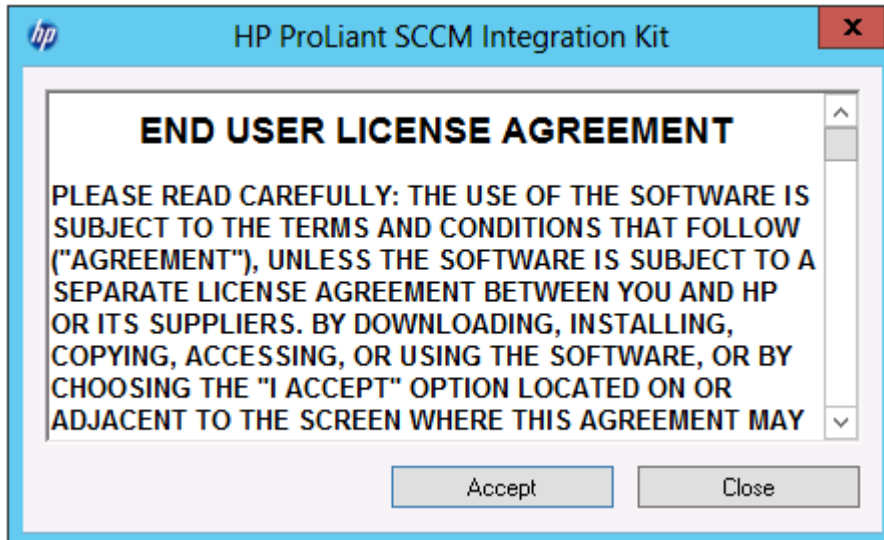 hp
HP ProLiant SCCM Integration Kit
x
END USER LICENSE AGREEMENT
PLEASE READ CAREFULLY: THE USE OF THE SOFTWARE IS
SUBJECT TO THE TERMS AND CONDITIONS THAT FOLLOW
("AGREEMENT"), UNLESS THE SOFTWARE IS SUBJECT TO A
SEPARATE LICENSE AGREEMENT BETWEEN YOU AND HP
OR ITS SUPPLIERS. BY DOWNLOADING, INSTALLING,
COPYING, ACCESSING, OR USING THE SOFTWARE, OR BY
CHOOSING THE "I ACCEPT" OPTION LOCATED ON OR
ADJACENT TO THE SCREEN WHERE THIS AGREEMENT MAY
Accept
Close